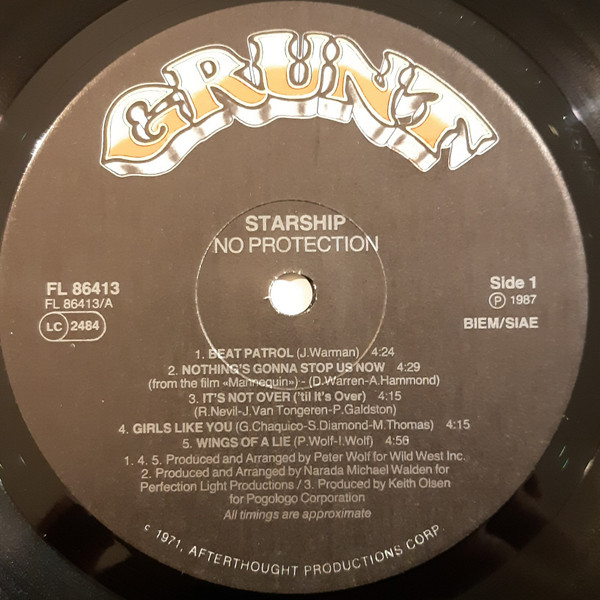 GRUNT
STARSHIP
NO PROTECTION
FL 86413
FL 86413/A
LC 2484
Side 1
Ⓟ 1987
BIEM/SIAE
1. BEAT PATROL (J.Warman) 4:24
2. NOTHING'S GONNA STOP US NOW 4:29
(from the film «Mannequin») - (D.Warren-A.Hammond)
3. IT'S NOT OVER ('til It's Over) 4:15
(R.Nevil-J.Van Tongeren-P.Galdston)
4. GIRLS LIKE YOU (G.Chaquico-S.Diamond-M.Thomas) 4:15
5. WINGS OF A LIE (P.Wolf-I.Wolf) 4:56
1. 4. 5. Produced and Arranged by Peter Wolf for Wild West Inc.
2. Produced and Arranged by Narada Michael Walden for
Perfection Light Productions / 3. Produced by Keith Olsen
for Pogologo Corporation
All timings are approximate
c 1971, AFTERTHOUGHT PRODUCTIONS CORP.